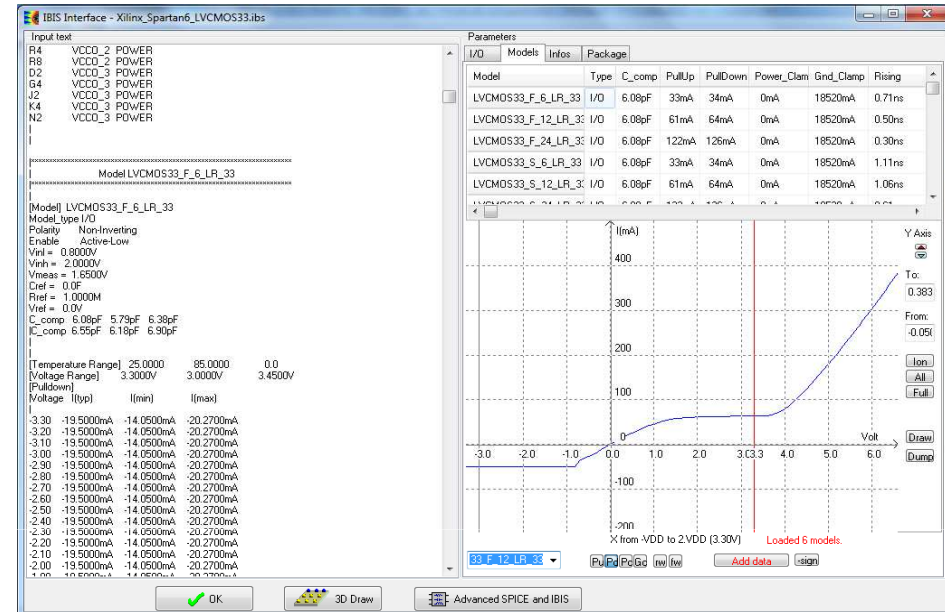 IBIS Interface - Xilinx_Spartan6_LVCMOS33.ibs
Input text
R4 VCCO_2 POWER
R8 VCCO_2 POWER
D2 VCCO_3 POWER
G4 VCCO_3 POWER
J2 VCCO_3 POWER
K4 VCCO_3 POWER
N2 VCCO_3 POWER
|
|
Model LVCMOS33_F_6_LR_33
|
[Model] LVCMOS33_F_6_LR_33
Model_type I/O
Polarity Non-Inverting
Enable Active-Low
Vinl = 0.8000V
Vinh = 2.0000V
Vmeas = 1.6500V
Cref = 0.0F
Rref = 1.0000M
Vref = 0.0V
C_comp 6.08pF 5.79pF 6.38pF
|C_comp 6.55pF 6.18pF 6.90pF
|
|
[Temperature Range] 25.0000 85.0000 0.0
[Voltage Range] 3.3000V 3.0000V 3.4500V
[Pulldown]
|Voltage I(typ) I(min) I(max)
|
-3.30 -19.5000mA -14.0500mA -20.2700mA
-3.20 -19.5000mA -14.0500mA -20.2700mA
-3.10 -19.5000mA -14.0500mA -20.2700mA
-3.00 -19.5000mA -14.0500mA -20.2700mA
-2.90 -19.5000mA -14.0500mA -20.2700mA
-2.80 -19.5000mA -14.0500mA -20.2700mA
-2.70 -19.5000mA -14.0500mA -20.2700mA
-2.60 -19.5000mA -14.0500mA -20.2700mA
-2.50 -19.5000mA -14.0500mA -20.2700mA
-2.40 -19.5000mA -14.0500mA -20.2700mA
-2.30 -19.5000mA -14.0500mA -20.2700mA
-2.20 -19.5000mA -14.0500mA -20.2700mA
-2.10 -19.5000mA -14.0500mA -20.2700mA
-2.00 -19.5000mA -14.0500mA -20.2700mA
Parameters
I/O Models Infos Package
Model Type C_comp PullUp PullDown Power_Clam Gnd_Clamp Rising
LVCMOS33_F_6_LR_33 I/O 6.08pF 33mA 34mA 0mA 18520mA 0.71ns
LVCMOS33_F_12_LR_33 I/O 6.08pF 61mA 64mA 0mA 18520mA 0.50ns
LVCMOS33_F_24_LR_33 I/O 6.08pF 122mA 126mA 0mA 18520mA 0.30ns
LVCMOS33_S_6_LR_33 I/O 6.08pF 33mA 34mA 0mA 18520mA 1.11ns
LVCMOS33_S_12_LR_33 I/O 6.08pF 61mA 64mA 0mA 18520mA 1.06ns
I(mA)
400
300
200
100
0
-3.0 -2.0 -1.0 0.0 1.0 2.0 3.03.3 4.0 5.0 6.0
Volt
-100
-200
X from -VDD to 2.VDD (3.30V) Loaded 6 models.
Y Axis
To:
0.383
From:
-0.05(
Ion
All
Full
Draw
Dump
33_F_12_LR_33 Pu Pd Pc Gc rw fw Add data -sign
OK 3D Draw Advanced SPICE and IBIS